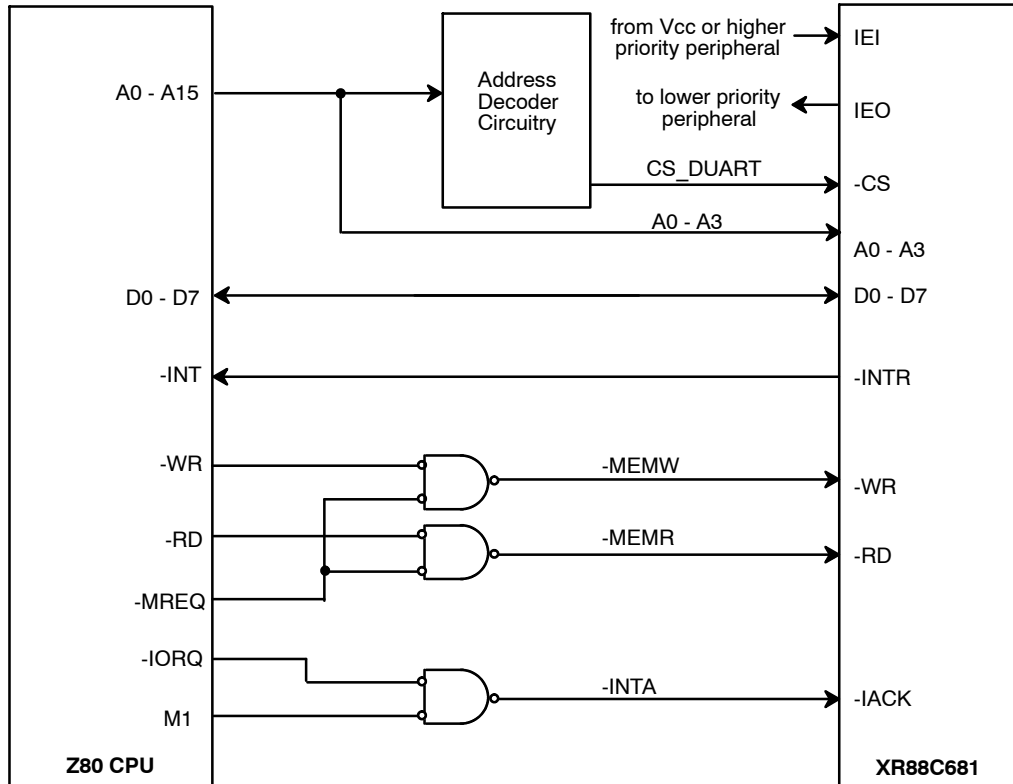 from Vcc or higher
priority peripheral
IEI
A0 - A15
Address
Decoder
Circuitry
to lower priority
peripheral
IEO
CS_DUART
-CS
A0 - A3
A0 - A3
D0 - D7
D0 - D7
-INT
-INTR
-WR
-MEMW
-WR
-RD
-MEMR
-RD
-MREQ
-IORQ
-INTA
-IACK
M1
Z80 CPU
XR88C681